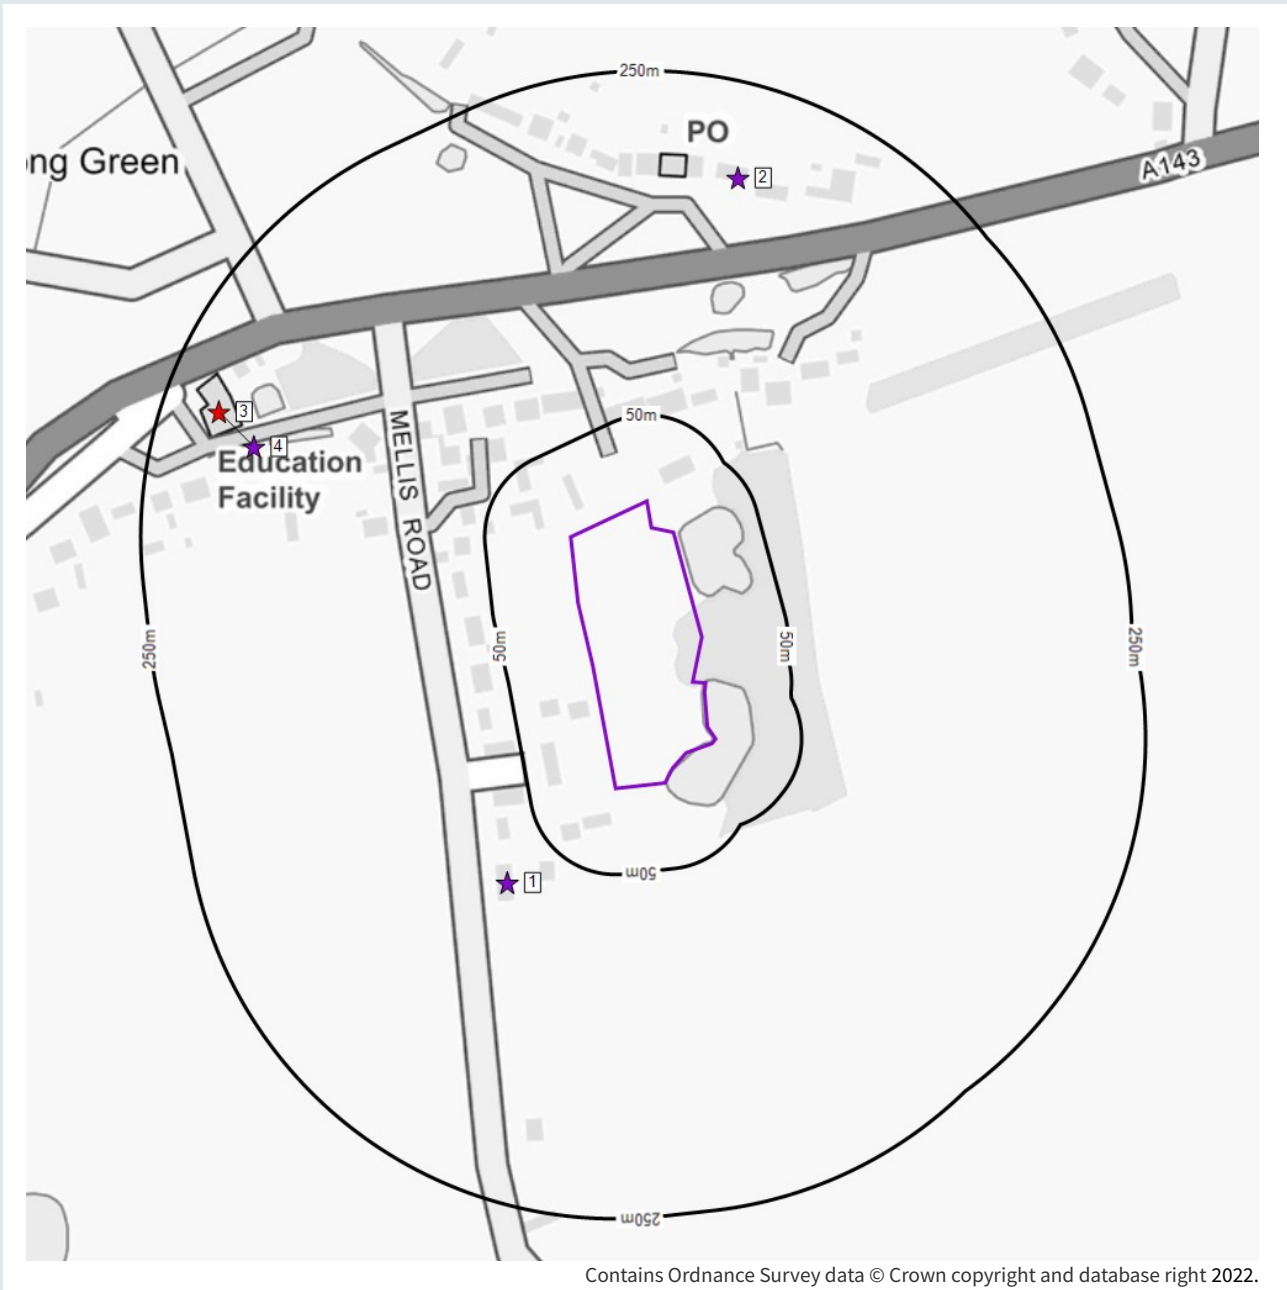 250m
PO
2
ong Green
A143
3
50m
4
Education
Facility
MELLIS ROAD
50m
50m
250m
250m
50m
1
250m
Contains Ordnance Survey data © Crown copyright and database right 2022.